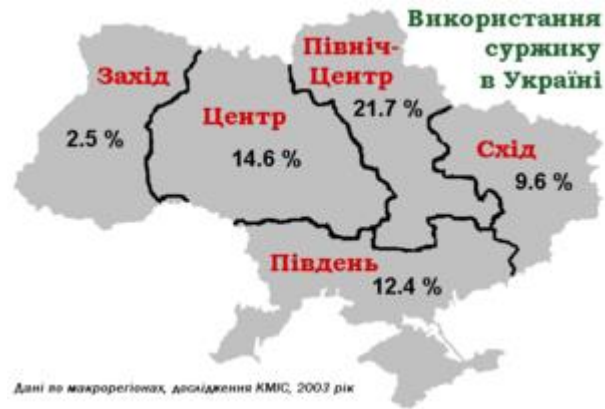 Використання
суржику
в Україні
Північ-
Центр
21.7 %
Захід
2.5 %
Центр
14.6 %
Схід
9.6 %
Південь
12.4 %
Дані по макрорегіонах, дослідження КМІС, 2003 рік